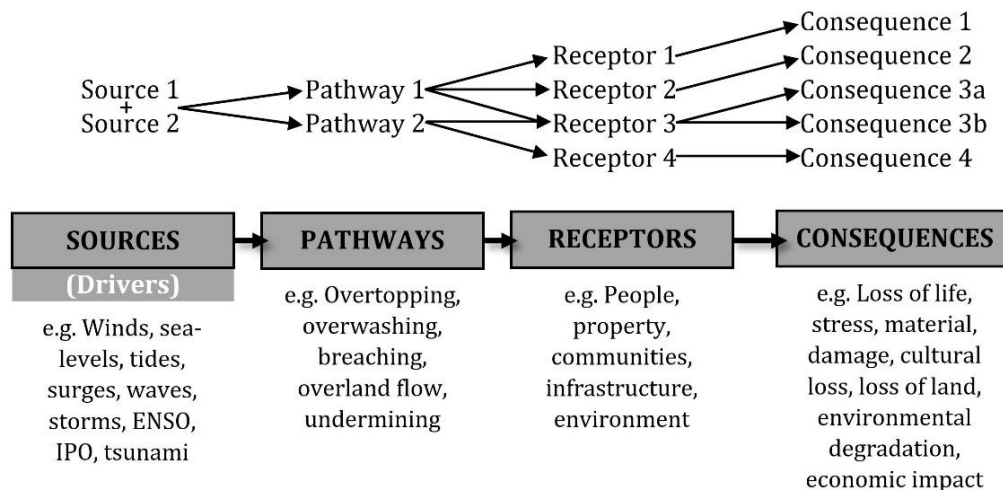 Source 1
+
Source 2
Pathway 1
Pathway 2
Receptor 1
Receptor 2
Receptor 3
Receptor 4
Consequence 1
Consequence 2
Consequence 3a
Consequence 3b
Consequence 4
SOURCES
(Drivers)
e.g. Winds, sea-
levels, tides,
surges, waves,
storms, ENSO,
IPO, tsunami
PATHWAYS
e.g. Overtopping,
overwashing,
breaching,
overland flow,
undermining
RECEPTORS
e.g. People,
property,
communities,
infrastructure,
environment
CONSEQUENCES
e.g. Loss of life,
stress, material,
damage, cultural
loss, loss of land,
environmental
degradation,
economic impact